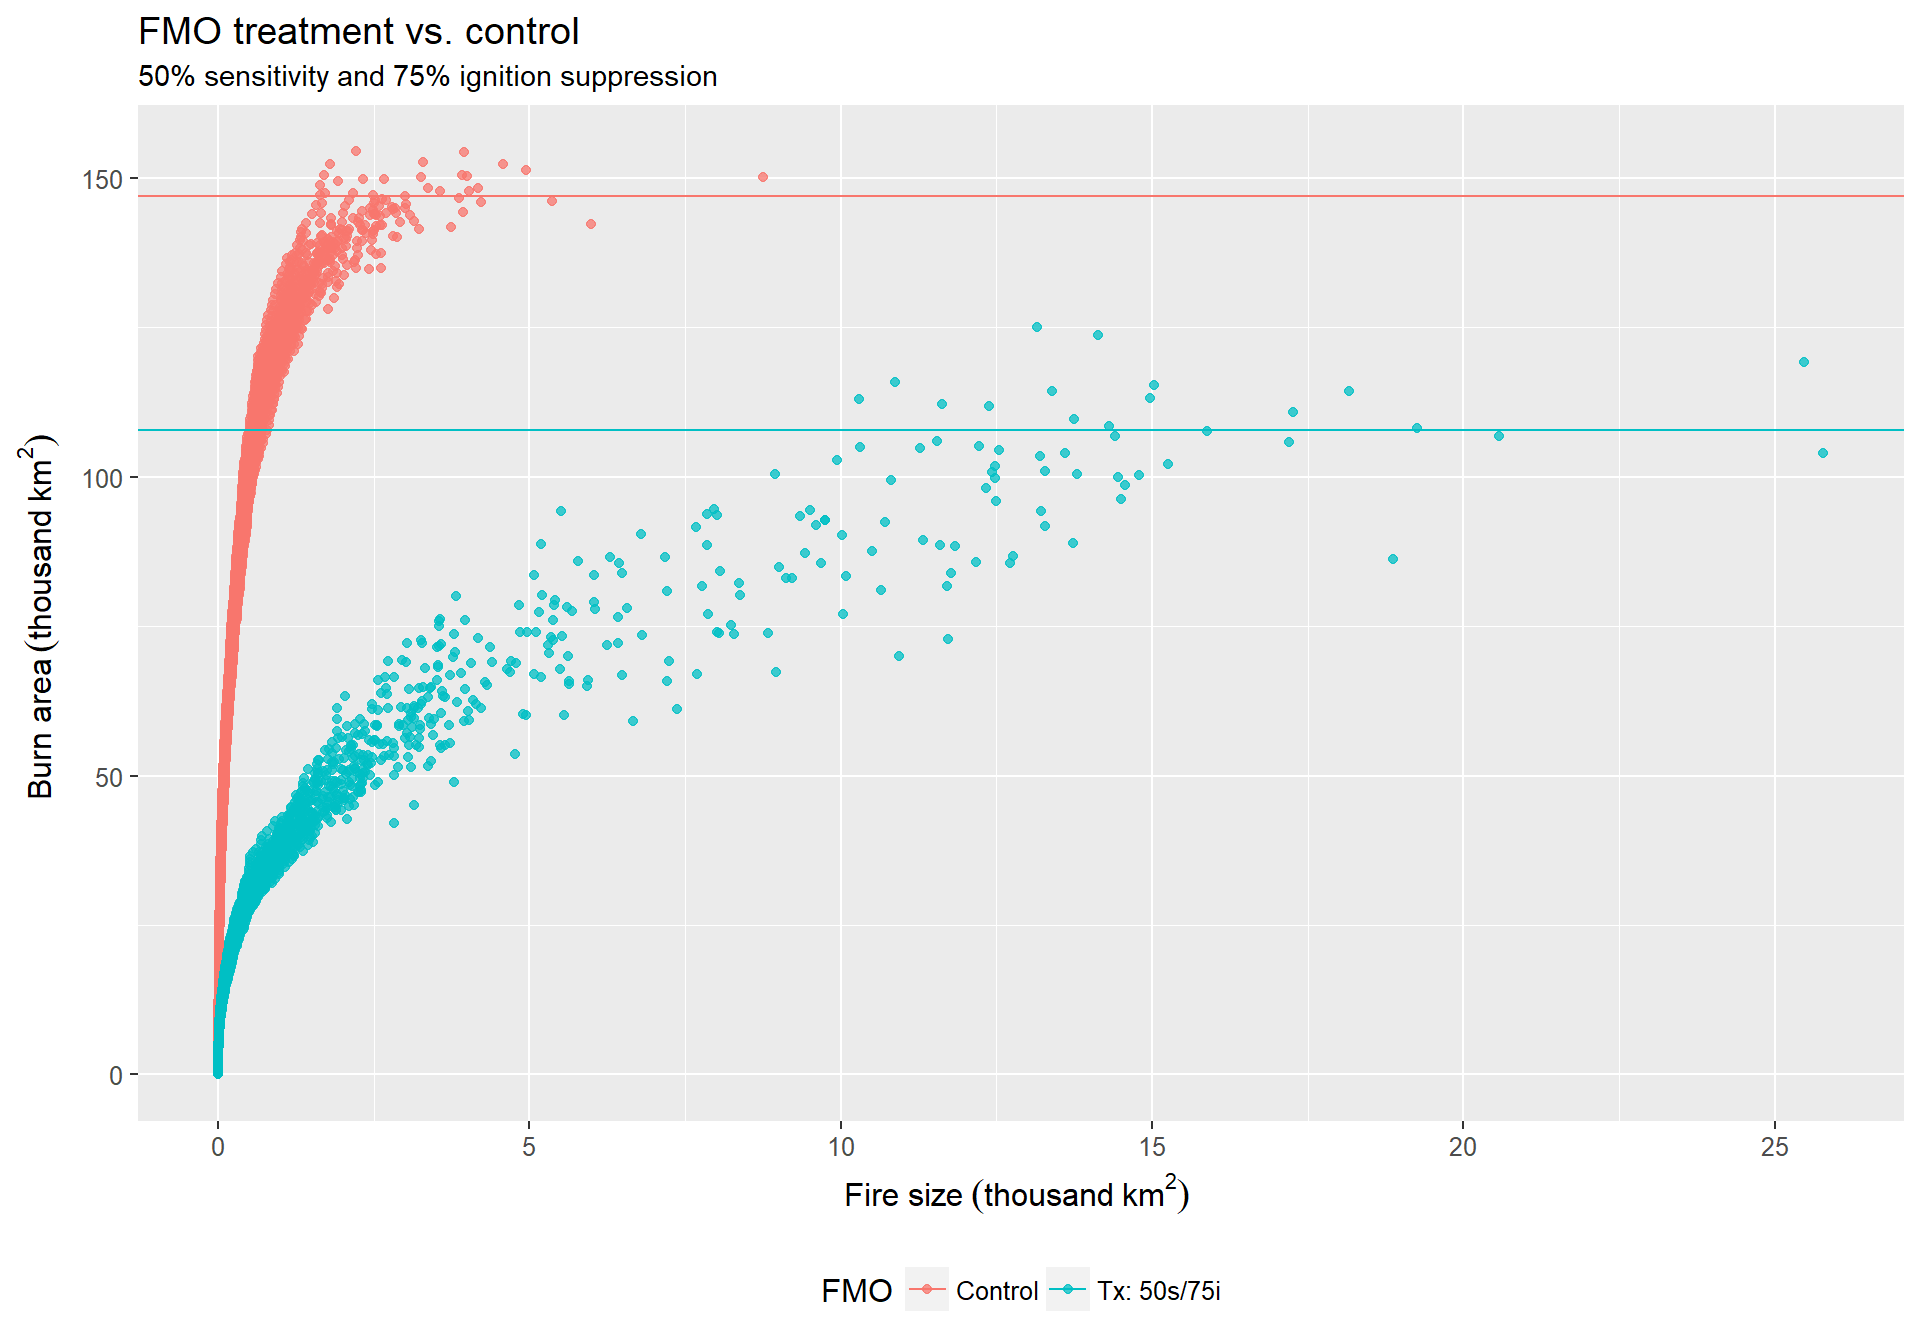 FMO treatment vs. control
50% sensitivity and 75% ignition suppression
Burn area (thousand km²)
150
100
50
0
0 5 10 15 20 25
Fire size (thousand km²)
FMO Control Tx: 50s/75i